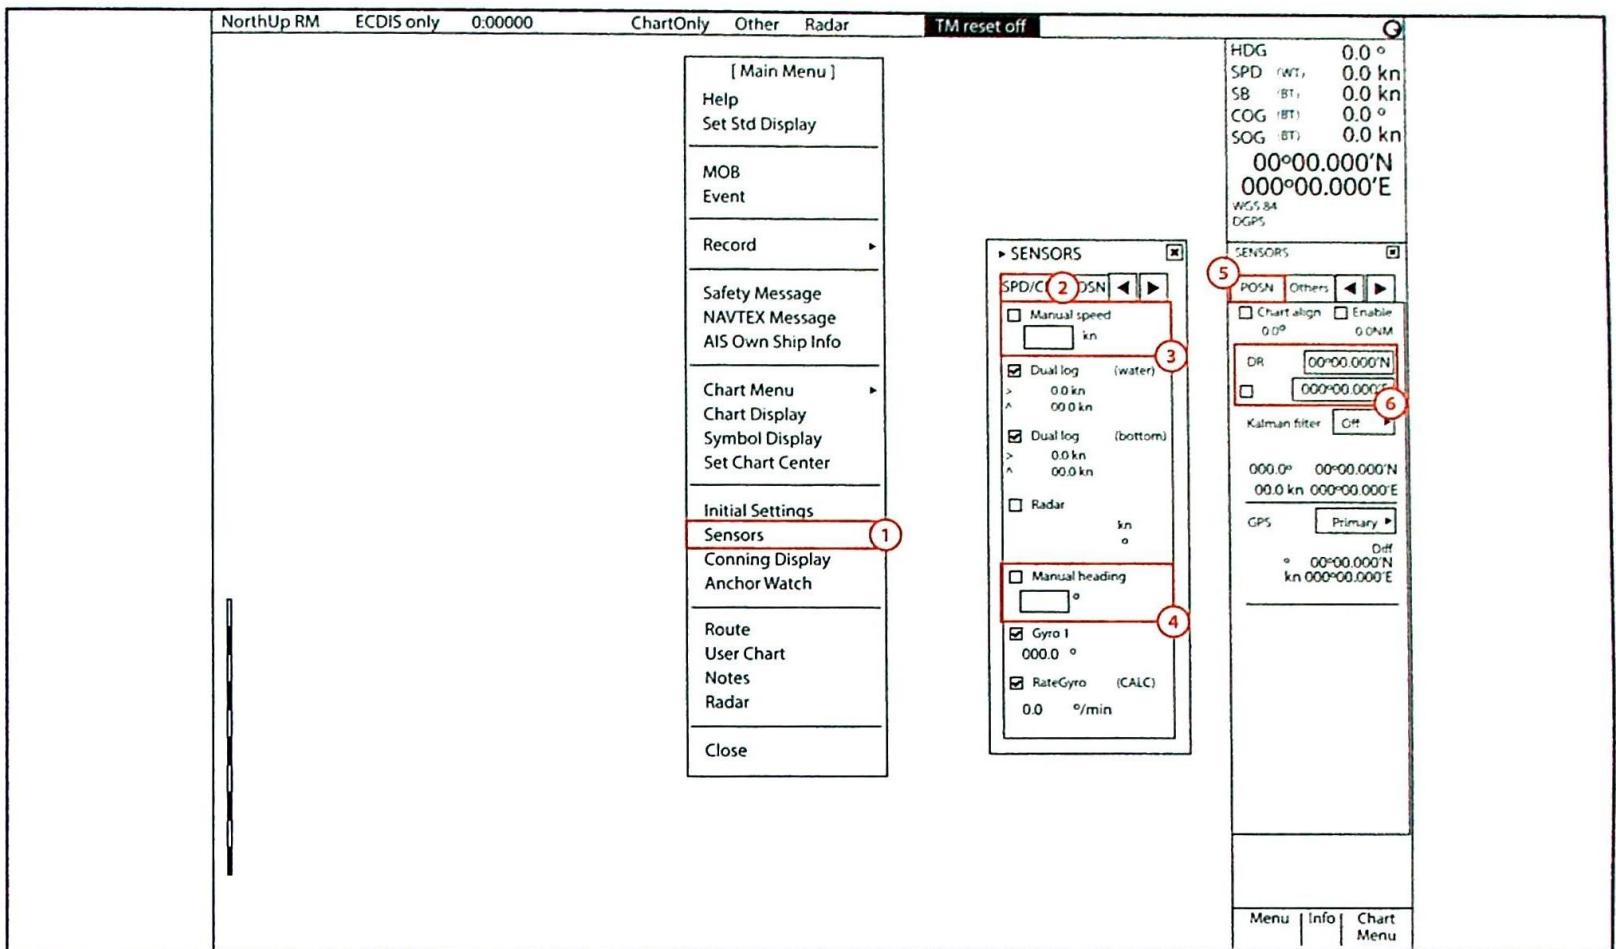 NorthUp RM ECDIS only 0:00000 ChartOnly Other Radar TM reset off
[ Main Menu ]
Help
Set Std Display
MOB
Event
Record
Safety Message
NAVTEX Message
AIS Own Ship Info
Chart Menu
Chart Display
Symbol Display
Set Chart Center
Initial Settings
Sensors 1
Conning Display
Anchor Watch
Route
User Chart
Notes
Radar
Close
SENSORS
SPD/C 2 OSN
Manual speed
kn
3
Dual log (water)
> 0.0 kn
^ 00.0 kn
Dual log (bottom)
> 0.0 kn
^ 00.0 kn
Radar
kn
°
Manual heading
°
4
Gyro 1
000.0 °
RateGyro (CALC)
0.0 °/min
HDG 0.0 °
SPD (WT) 0.0 kn
SB (BT) 0.0 kn
COG (BT) 0.0 °
SOG (BT) 0.0 kn
00°00.000'N
000°00.000'E
WGS 84
DGPS
SENSORS
5
POSN Others
Chart align Enable
0.0° 0.0NM
DR 00°00.000'N
000°00.000'E
6
Kalman filter Off
000.0° 00°00.000'N
00.0 kn 000°00.000'E
GPS Primary
Diff
° 00°00.000'N
kn 000°00.000'E
Menu Info Chart
Menu